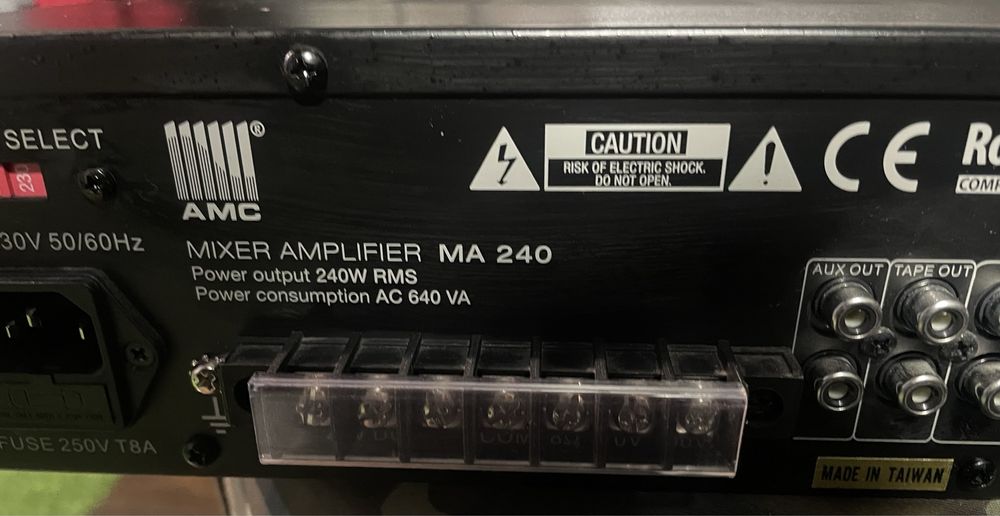 SELECT
23
30V 50/60Hz
FUSE 250V T8A
®
AMC
MIXER AMPLIFIER MA 240
Power output 240W RMS
Power consumption AC 640 VA
CAUTION
RISK OF ELECTRIC SHOCK.
DO NOT OPEN.
CE
COM
AUX OUT
TAPE OUT
MADE IN TAIWAN